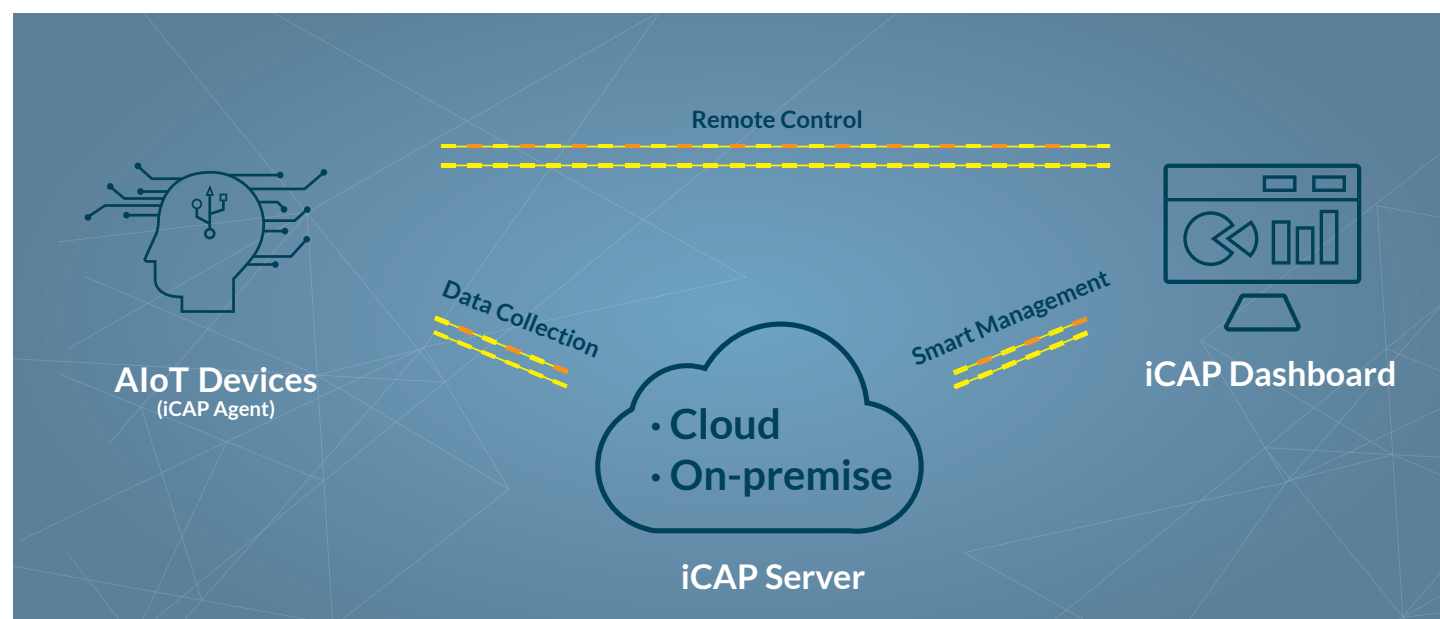 Remote Control
Data Collection
Smart Management
AIoT Devices
(iCAP Agent)
iCAP Dashboard
· Cloud
· On-premise
iCAP Server